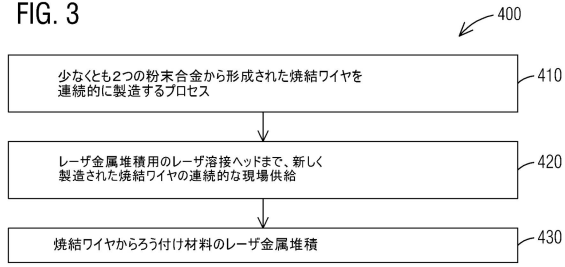 FIG. 3
400
少なくとも2つの粉末合金から形成された焼結ワイヤを
連続的に製造するプロセス
410
レーザ金属堆積用のレーザ溶接ヘッドまで、新しく
製造された焼結ワイヤの連続的な現場供給
420
焼結ワイヤからろう付け材料のレーザ金属堆積
430